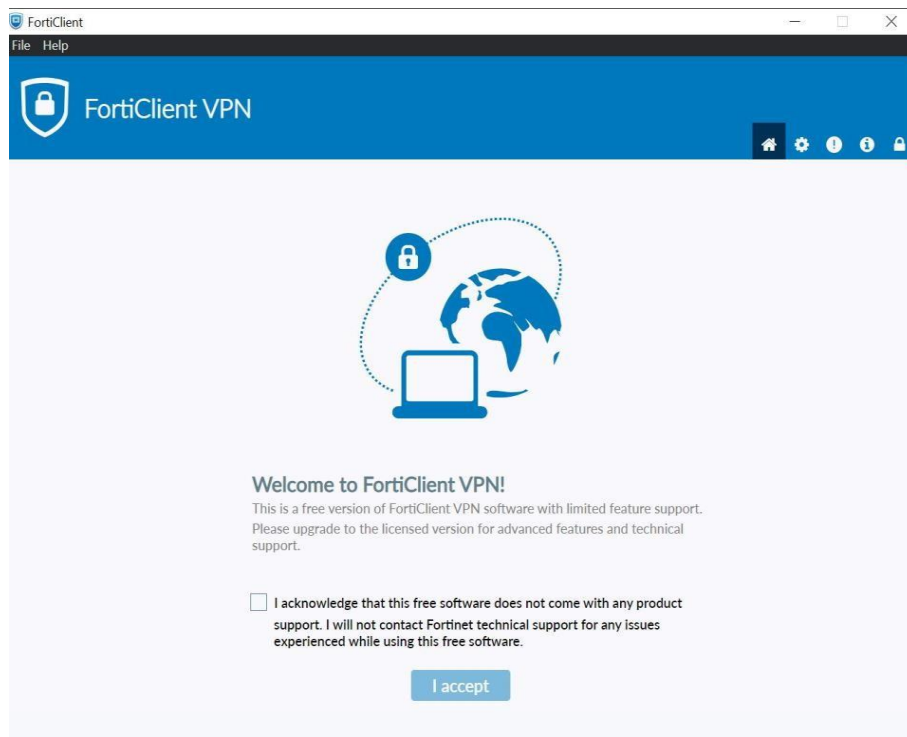 FortiClient
File Help
FortiClient VPN
Welcome to FortiClient VPN!
This is a free version of FortiClient VPN software with limited feature support.
Please upgrade to the licensed version for advanced features and technical
support.
I acknowledge that this free software does not come with any product
support. I will not contact Fortinet technical support for any issues
experienced while using this free software.
I accept